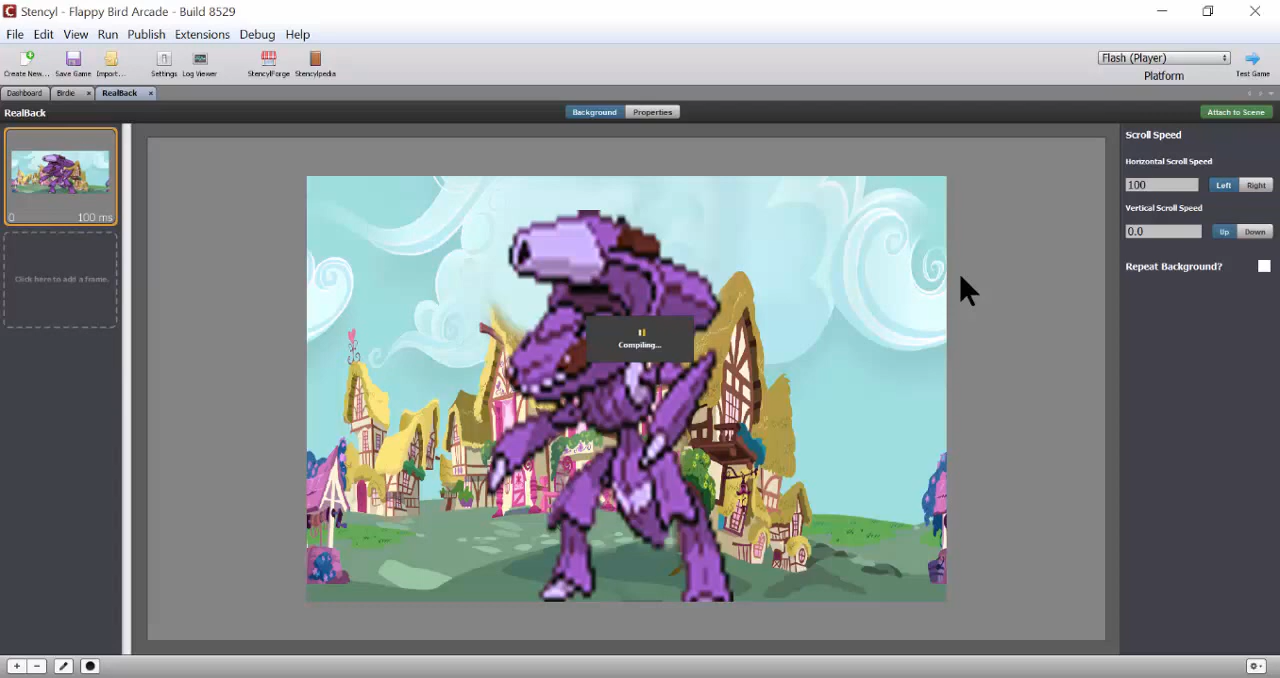 Stencyl - Flappy Bird Arcade - Build 8529
File Edit View Run Publish Extensions Debug Help
Create New... Save Game Import... Settings Log Viewer StencylForge Stencylpedia
Flash (Player)
Platform
Test Game
Dashboard Birdie RealBack
RealBack
Background Properties
Attach to Scene
0 100 ms
Click here to add a frame.
Compiling...
Scroll Speed
Horizontal Scroll Speed
100 Left Right
Vertical Scroll Speed
0.0 Up Down
Repeat Background?